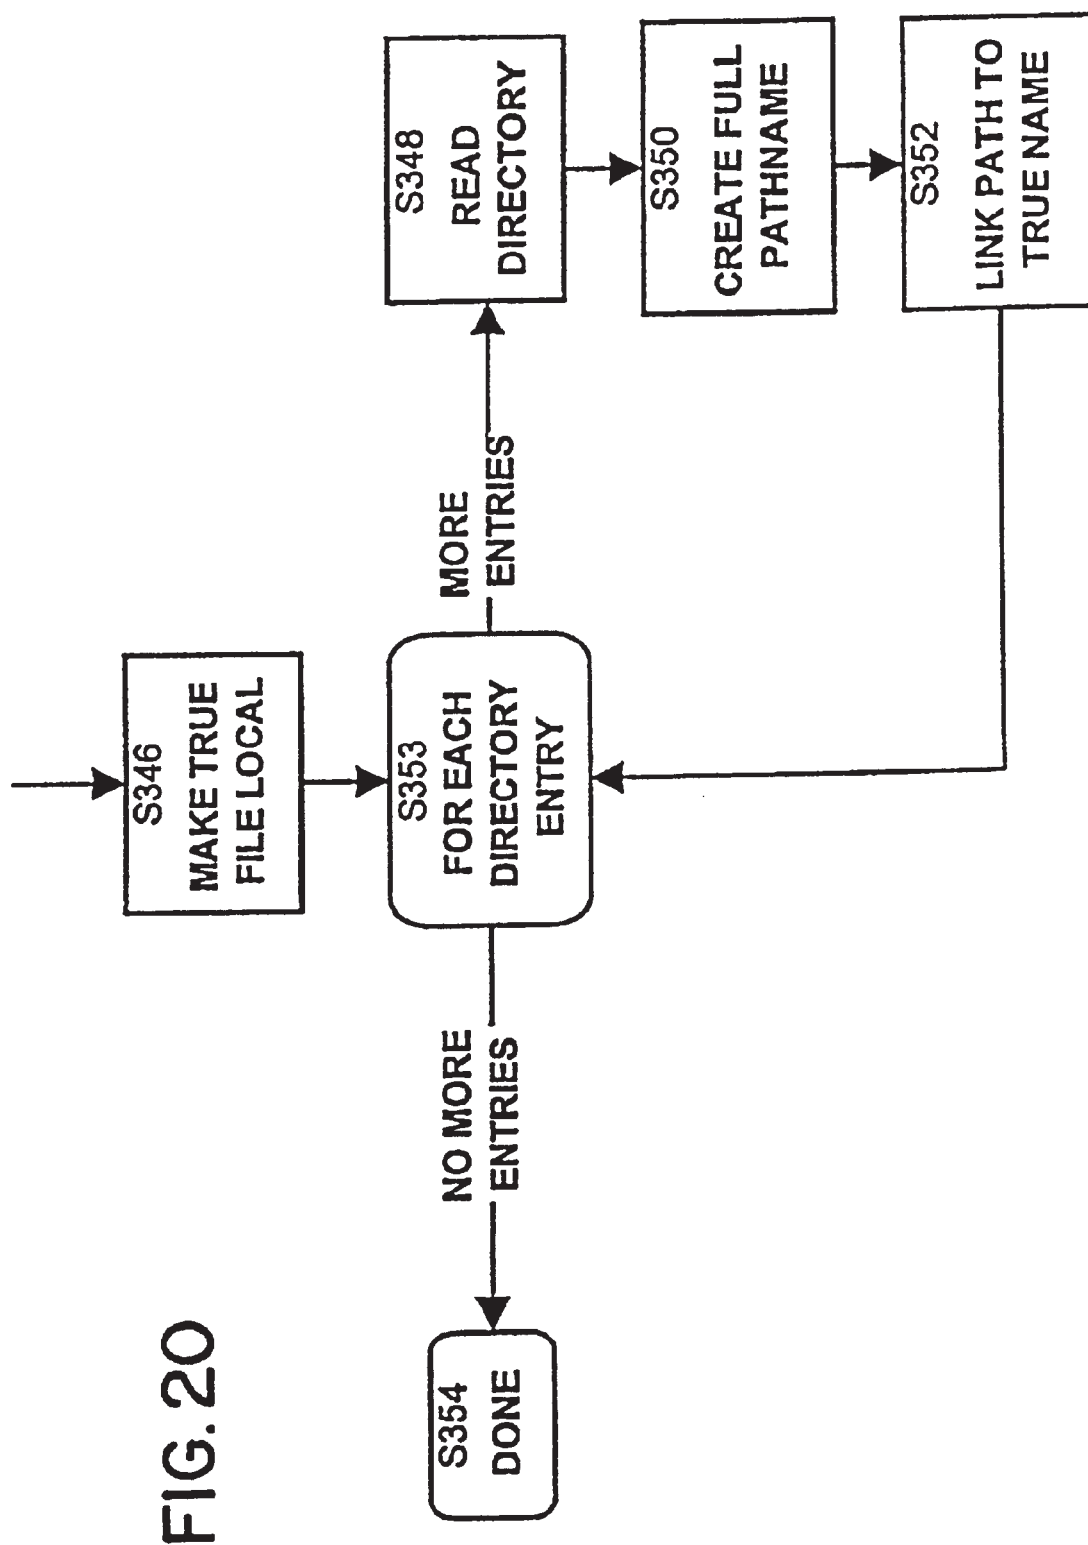 FIG. 20
S346
MAKE TRUE
FILE LOCAL
S353
FOR EACH
DIRECTORY
ENTRY
NO MORE
ENTRIES
S354
DONE
MORE
ENTRIES
S348
READ
DIRECTORY
S350
CREATE FULL
PATHNAME
S352
LINK PATH TO
TRUE NAME